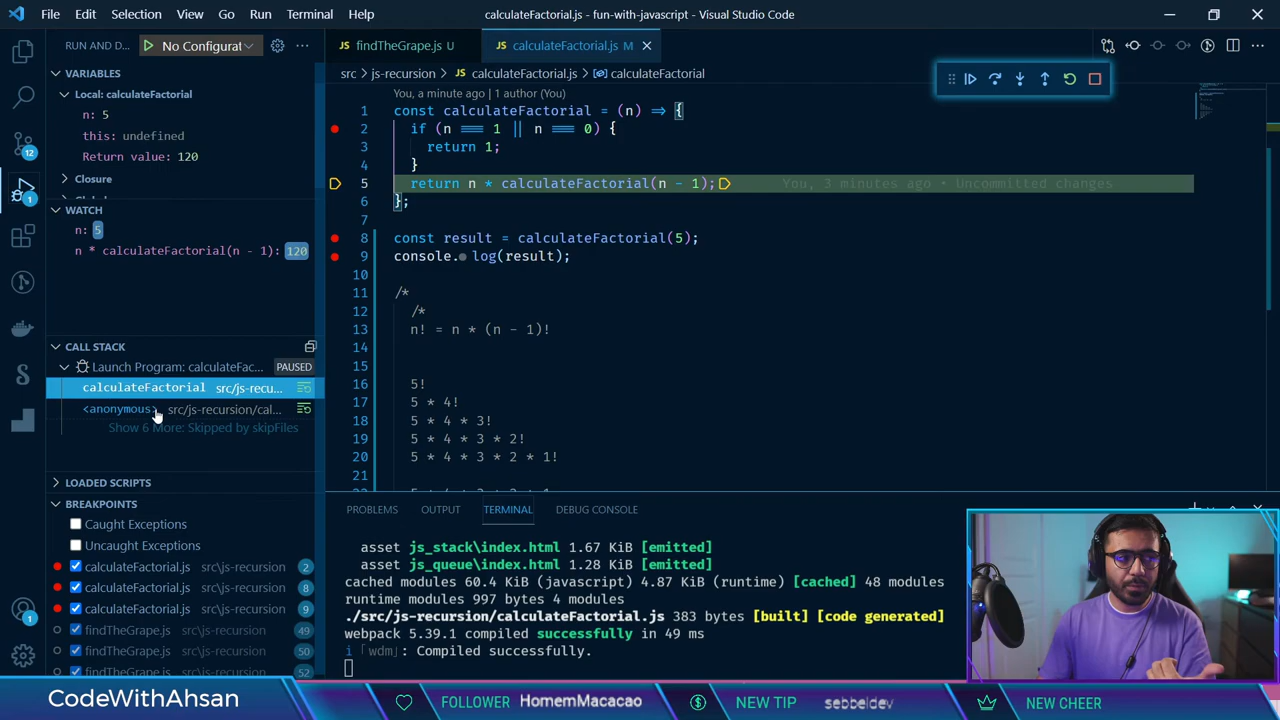 File Edit Selection View Go Run Terminal Help
calculateFactorial.js - fun-with-javascript - Visual Studio Code
RUN AND D... No Configurat
findTheGrape.js U
calculateFactorial.js M
src > js-recursion > JS calculateFactorial.js > calculateFactorial
VARIABLES
Local: calculateFactorial
n: 5
this: undefined
Return value: 120
Closure
WATCH
n: 5
n * calculateFactorial(n - 1): 120
CALL STACK
Launch Program: calculateFac... PAUSED
calculateFactorial src/js-recu...
<anonymous> src/js-recursion/cal...
Show 6 More: Skipped by skipFiles
LOADED SCRIPTS
BREAKPOINTS
Caught Exceptions
Uncaught Exceptions
calculateFactorial.js src\js-recursion 2
calculateFactorial.js src\js-recursion 8
calculateFactorial.js src\js-recursion 9
findTheGrape.js src\js-recursion 49
findTheGrape.js src\js-recursion 50
findTheGrape.js src\js-recursion 52
12
1
1
You, a minute ago | 1 author (You)
1 const calculateFactorial = (n) => {
2 if (n === 1 || n === 0) {
3 return 1;
4 }
5 return n * calculateFactorial(n - 1); You, 3 minutes ago • Uncommitted changes
6 };
7
8 const result = calculateFactorial(5);
9 console. log(result);
10
11 /*
12 /*
13 n! = n * (n - 1)!
14
15
16 5!
17 5 * 4!
18 5 * 4 * 3!
19 5 * 4 * 3 * 2!
20 5 * 4 * 3 * 2 * 1!
21
PROBLEMS OUTPUT TERMINAL DEBUG CONSOLE
asset js_stack\index.html 1.67 KiB [emitted]
asset js_queue\index.html 1.28 KiB [emitted]
cached modules 60.4 KiB (javascript) 4.87 KiB (runtime) [cached] 48 modules
runtime modules 997 bytes 4 modules
./src/js-recursion/calculateFactorial.js 383 bytes [built] [code generated]
webpack 5.39.1 compiled successfully in 49 ms
i ｢wdm｣: Compiled successfully.
CodeWithAhsan
FOLLOWER HomemMacacao
NEW TIP sebbeldev
NEW CHEER